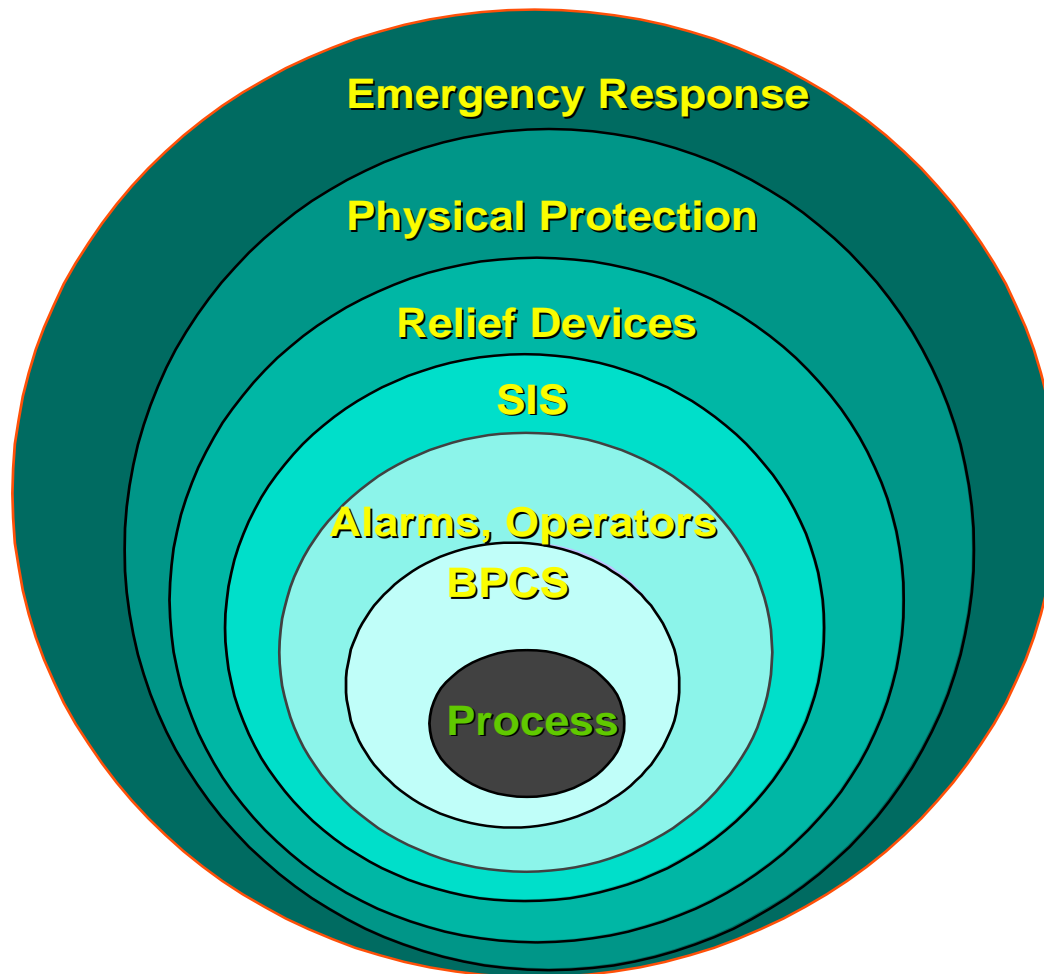 Emergency Response
Physical Protection
Relief Devices
SIS
Alarms, Operators
BPCS
Process